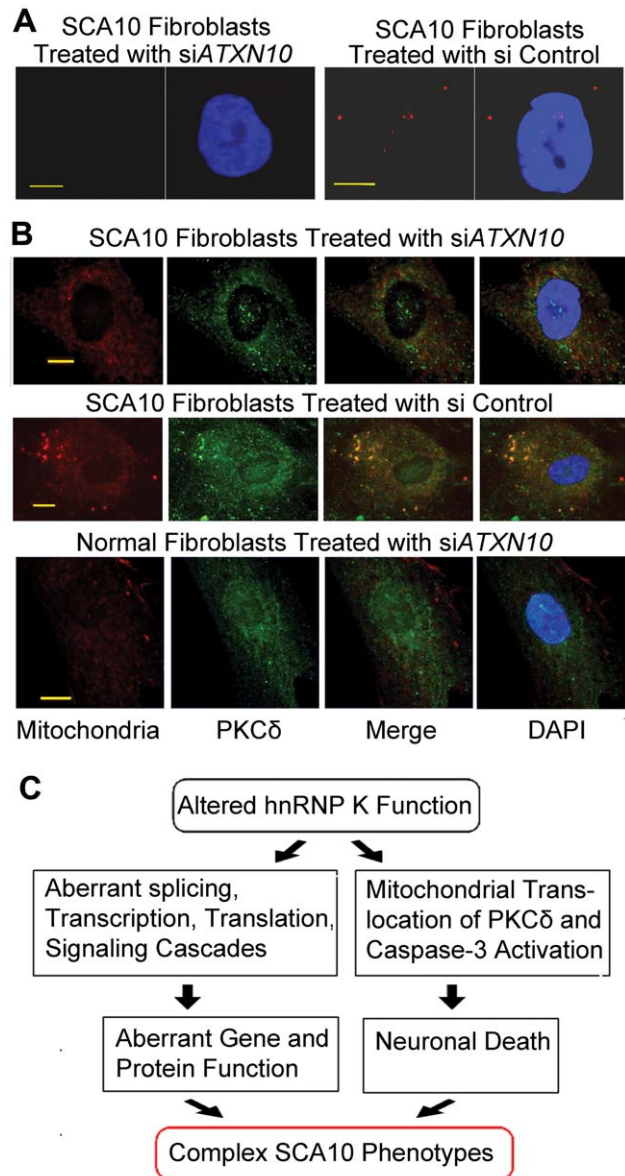 A
SCA10 Fibroblasts
Treated with siATXN10
SCA10 Fibroblasts
Treated with si Control
B
SCA10 Fibroblasts Treated with siATXN10
SCA10 Fibroblasts Treated with si Control
Normal Fibroblasts Treated with siATXN10
Mitochondria
PKCδ
Merge
DAPI
C
Altered hnRNP K Function
Aberrant splicing,
Transcription, Translation,
Signaling Cascades
Mitochondrial Trans-
location of PKCδ and
Caspase-3 Activation
Aberrant Gene and
Protein Function
Neuronal Death
Complex SCA10 Phenotypes